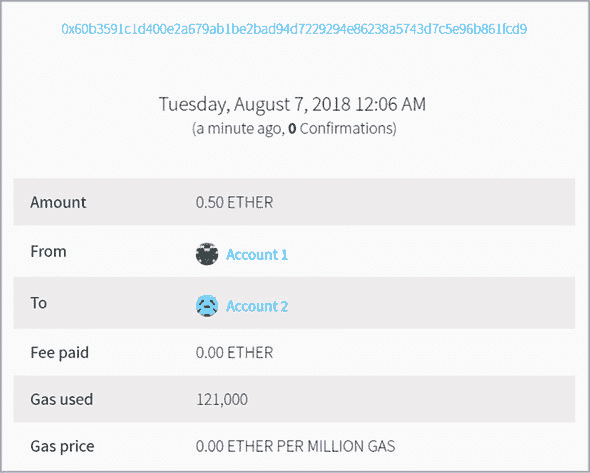 0x60b3591c1d400e2a679ab1be2bad94d7229294e86238a5743d7c5e96b861fcd9
Tuesday, August 7, 2018 12:06 AM
(a minute ago, 0 Confirmations)
Amount 0.50 ETHER
From Account 1
To Account 2
Fee paid 0.00 ETHER
Gas used 121,000
Gas price 0.00 ETHER PER MILLION GAS